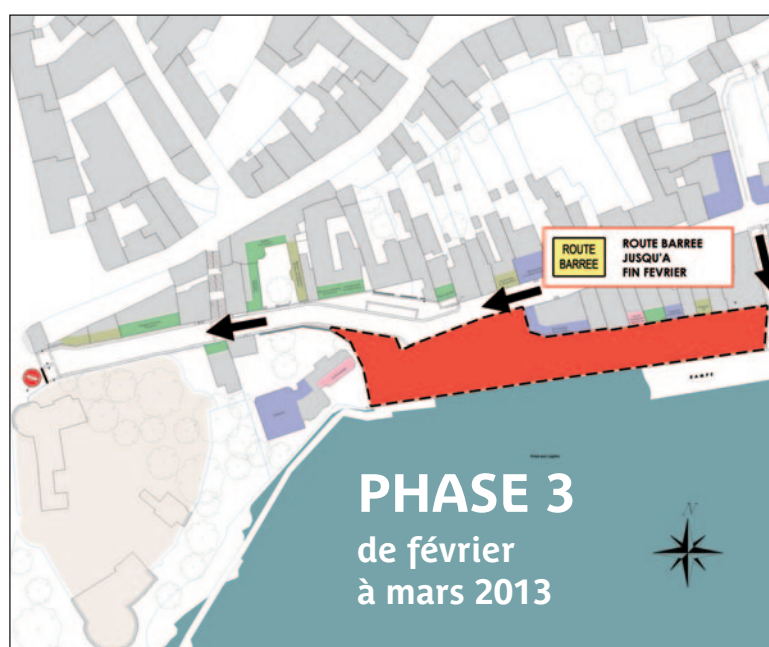 ROUTE
BARREE
ROUTE BARREE
JUSQU'A
FIN FEVRIER
RAMPE
PHASE 3
de février
à mars 2013
N